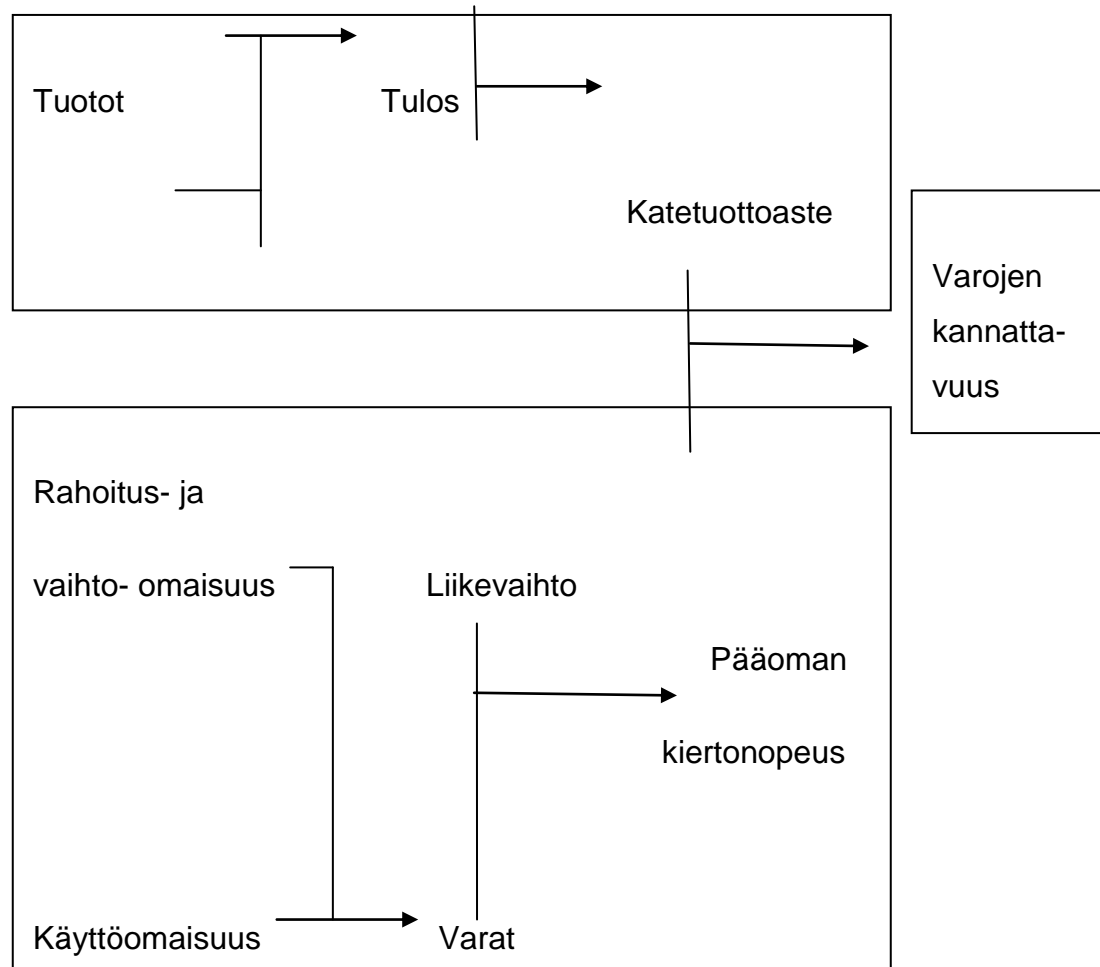 Tuotot Tulos
Katetuottoaste
Varojen
kannatta-
vuus
Rahoitus- ja
vaihto- omaisuus Liikevaihto
Pääoman
kiertonopeus
Käyttöomaisuus Varat